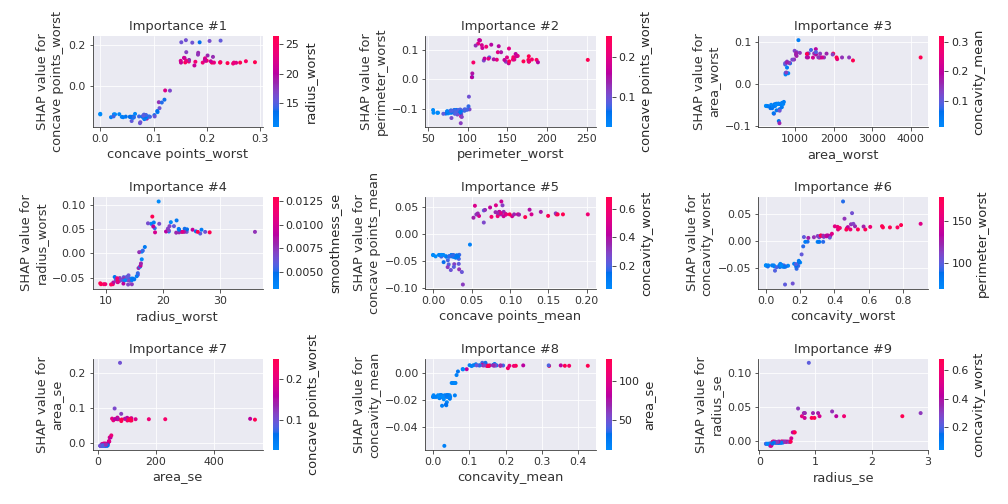 Importance #1
Importance #2
Importance #3
SHAP value for
concave points_worst
0.2
0.0
0.0
0.1
0.2
0.3
concave points_worst
25
20
15
radius_worst
SHAP value for
perimeter_worst
0.1
0.0
−0.1
50
100
150
200
250
perimeter_worst
0.2
0.1
concave points_worst
SHAP value for
area_worst
0.1
0.0
−0.1
1000
2000
3000
4000
area_worst
0.3
0.2
0.1
concavity_mean
Importance #4
Importance #5
Importance #6
SHAP value for
radius_worst
0.10
0.05
0.00
−0.05
10
20
30
radius_worst
0.0125
0.0100
0.0075
0.0050
smoothness_se
SHAP value for
concave points_mean
0.05
0.00
−0.05
−0.10
0.00
0.05
0.10
0.15
0.20
concave points_mean
0.6
0.4
0.2
concavity_worst
SHAP value for
concavity_worst
0.05
0.00
−0.05
0.0
0.2
0.4
0.6
0.8
concavity_worst
150
100
perimeter_worst
Importance #7
Importance #8
Importance #9
SHAP value for
area_se
0.2
0.1
0.0
0
200
400
area_se
0.2
0.1
concave points_worst
SHAP value for
concavity_mean
0.00
−0.02
−0.04
0.0
0.1
0.2
0.3
0.4
concavity_mean
100
50
area_se
SHAP value for
radius_se
0.10
0.05
0.00
0
1
2
3
radius_se
0.6
0.4
0.2
concavity_worst